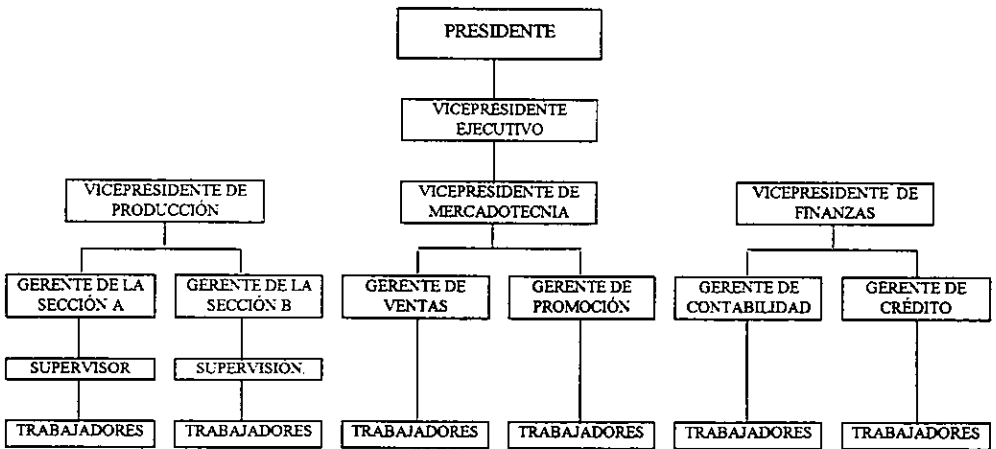 PRESIDENTE
VICEPRESIDENTE
EJECUTIVO
VICEPRESIDENTE DE
PRODUCCIÓN
VICEPRESIDENTE DE
MERCADOTECNIA
VICEPRESIDENTE DE
FINANZAS
GERENTE DE LA
SECCIÓN A
GERENTE DE LA
SECCIÓN B
GERENTE DE
VENTAS
GERENTE DE
PROMOCIÓN
GERENTE DE
CONTABILIDAD
GERENTE DE
CRÉDITO
SUPERVISOR
SUPERVISIÓN.
TRABAJADORES
TRABAJADORES
TRABAJADORES
TRABAJADORES
TRABAJADORES
TRABAJADORES